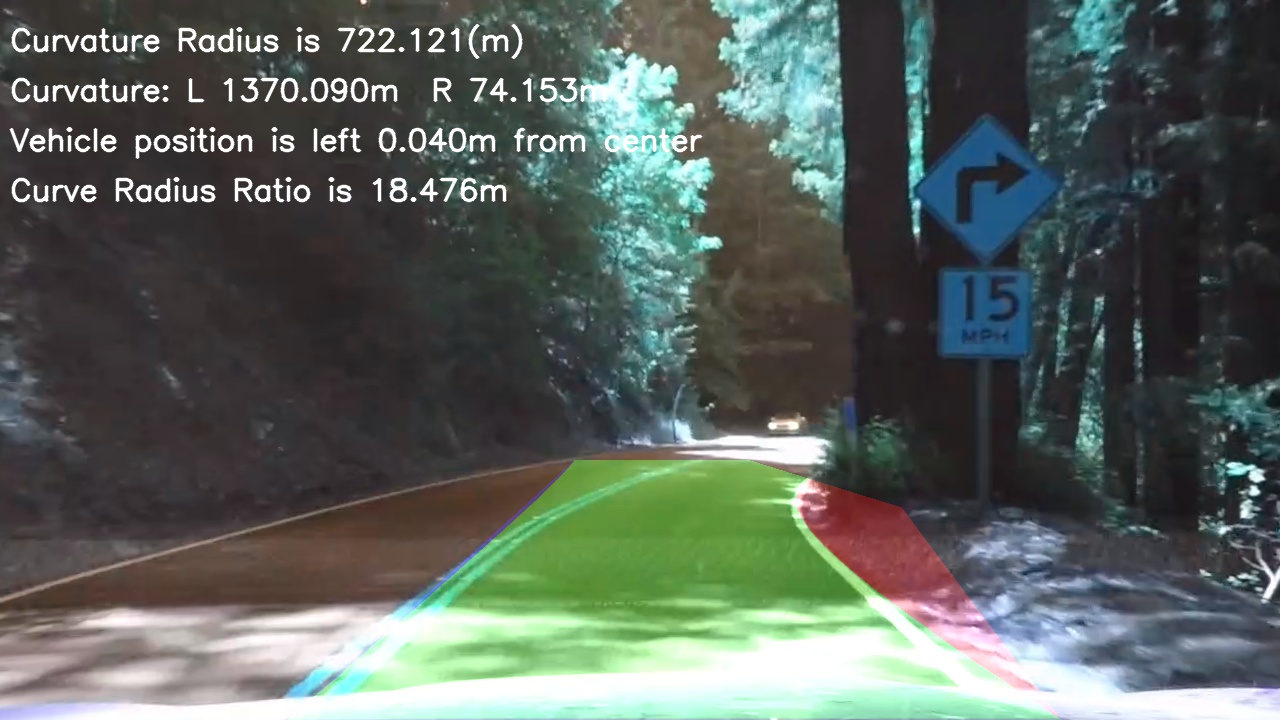 Curvature Radius is 722.121(m)
Curvature: L 1370.090m R 74.153m
Vehicle position is left 0.040m from center
Curve Radius Ratio is 18.476m
15
MPH